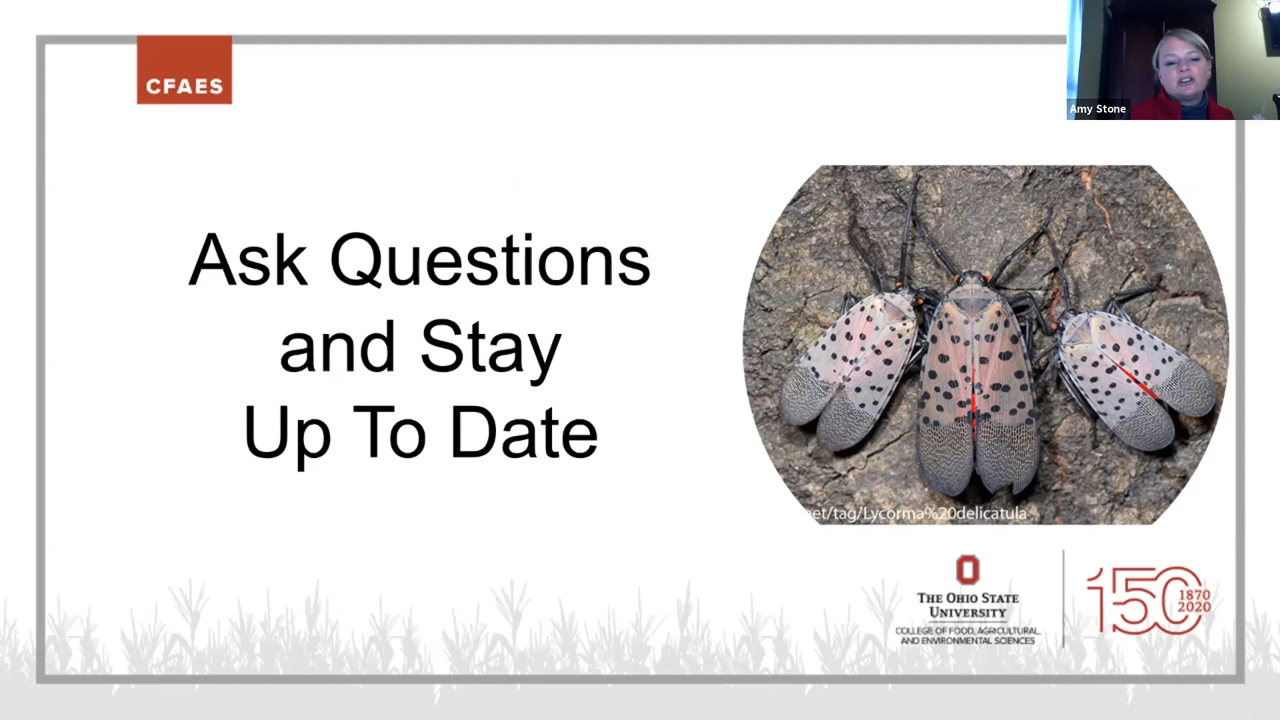 CFAES
Amy Stone
Ask Questions
and Stay
Up To Date
et/tag/Lycorma%20delicatula
THE OHIO STATE
UNIVERSITY
COLLEGE OF FOOD, AGRICULTURAL,
AND ENVIRONMENTAL SCIENCES
150
1870
2020